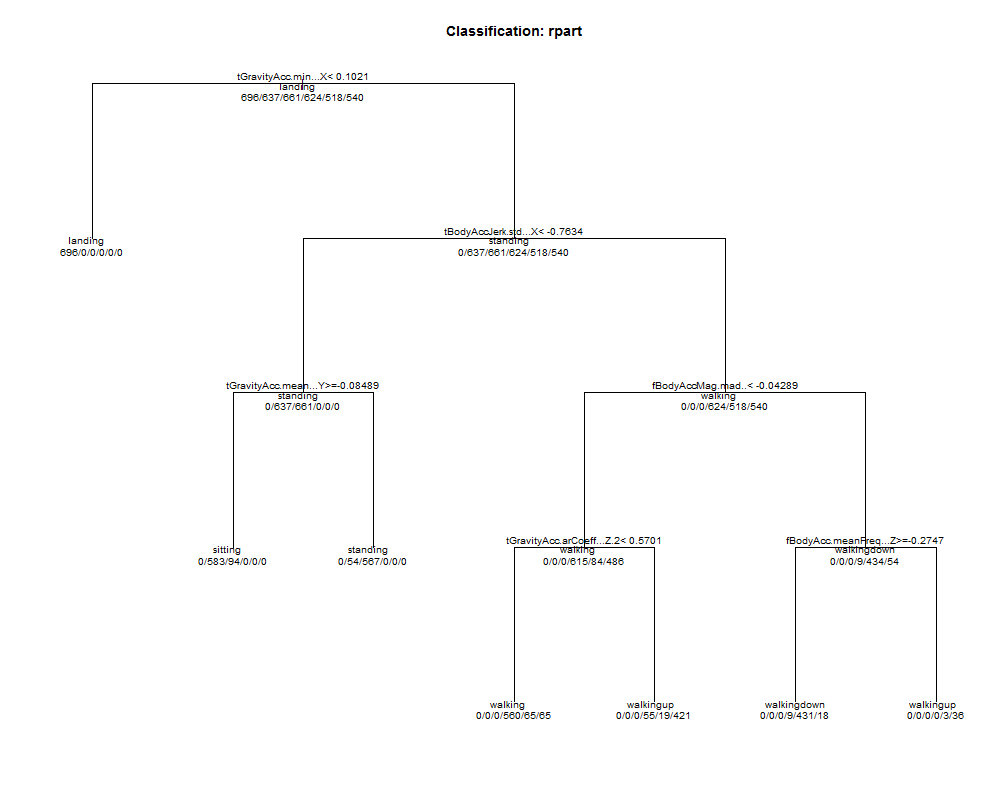 Classification: rpart
tGravityAcc.min...X< 0.1021
landing
696/637/661/624/518/540
landing
696/0/0/0/0/0
tBodyAccJerk.std...X< -0.7634
standing
0/637/661/624/518/540
tGravityAcc.mean...Y>=-0.08489
standing
0/637/661/0/0/0
fBodyAccMag.mad..< -0.04289
walking
0/0/0/624/518/540
sitting
0/583/94/0/0/0
standing
0/54/567/0/0/0
tGravityAcc.arCoeff...Z.2< 0.5701
walking
0/0/0/615/84/486
fBodyAcc.meanFreq...Z>=-0.2747
walkingdown
0/0/0/9/434/54
walking
0/0/0/560/65/65
walkingup
0/0/0/55/19/421
walkingdown
0/0/0/9/431/18
walkingup
0/0/0/0/3/36